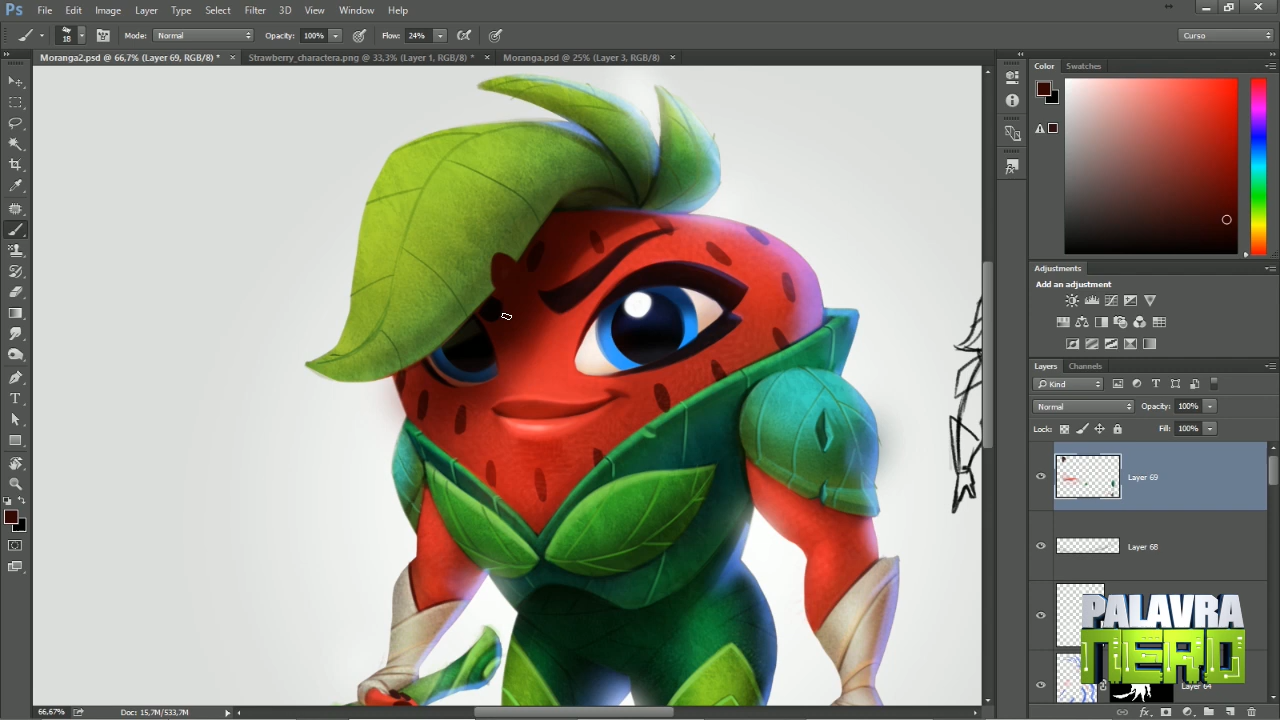 Ps File Edit Image Layer Type Select Filter 3D View Window Help
18 Mode: Normal Opacity: 100% Flow: 24% Curso
Moranga2.psd @ 66,7% (Layer 69, RGB/8) * × Strawberry_charactera.png @ 33,3% (Layer 1, RGB/8) * × Moranga.psd @ 25% (Layer 3, RGB/8) ×
Color Swatches
Adjustments
Add an adjustment
Layers Channels
Kind
Normal Opacity: 100%
Lock: Fill: 100%
Layer 69
Layer 68
PALAVRA
NERD
Layer 64
66,67% Doc: 15,7M/533,7M
fx